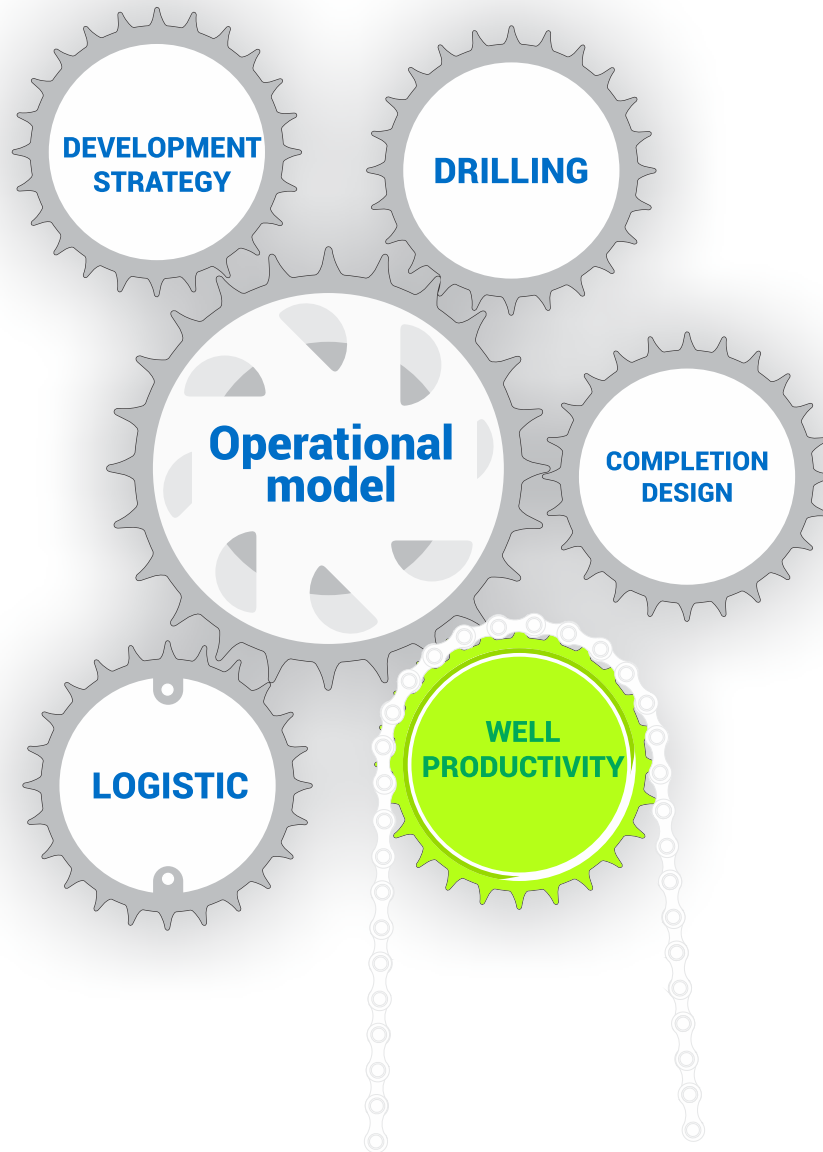 DEVELOPMENT
STRATEGY
DRILLING
Operational
model
COMPLETION
DESIGN
WELL
PRODUCTIVITY
LOGISTIC